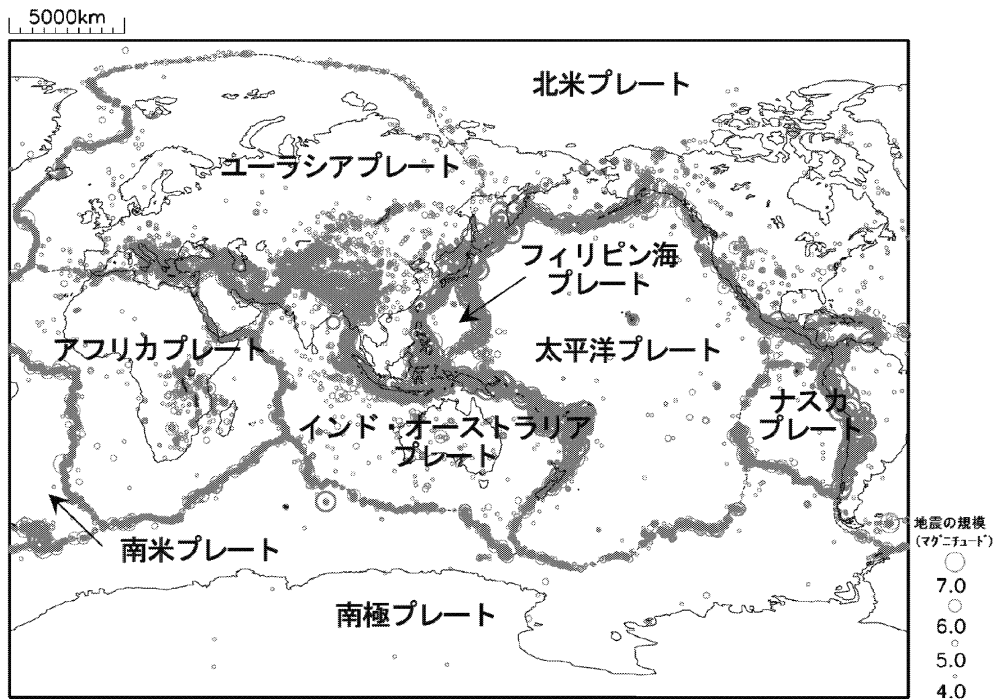 5000km
北米プレート
ユーラシアプレート
フィリピン海
プレート
アフリカプレート
太平洋プレート
ナスカ
プレート
インド・オーストラリア
プレート
南米プレート
南極プレート
地震の規模
(マグニチュード)
7.0
6.0
5.0
4.0